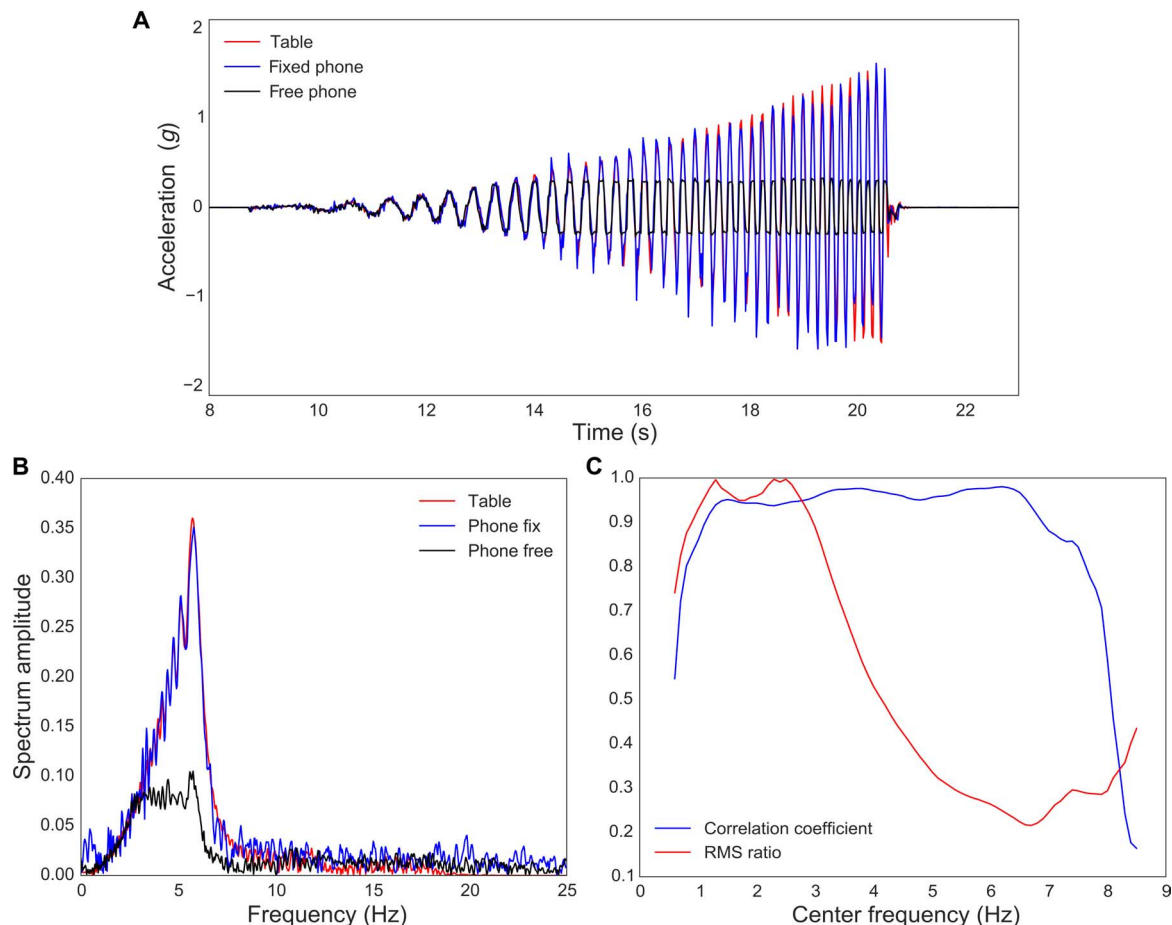 A
Table
Fixed phone
Free phone
Acceleration (g)
2
1
0
−1
−2
8 10 12 14 16 18 20 22
Time (s)
B
Table
Phone fix
Phone free
Spectrum amplitude
0.40
0.35
0.30
0.25
0.20
0.15
0.10
0.05
0.00
0 5 10 15 20 25
Frequency (Hz)
C
1.0
0.9
0.8
0.7
0.6
0.5
0.4
0.3
0.2
0.1
Correlation coefficient
RMS ratio
0 1 2 3 4 5 6 7 8 9
Center frequency (Hz)